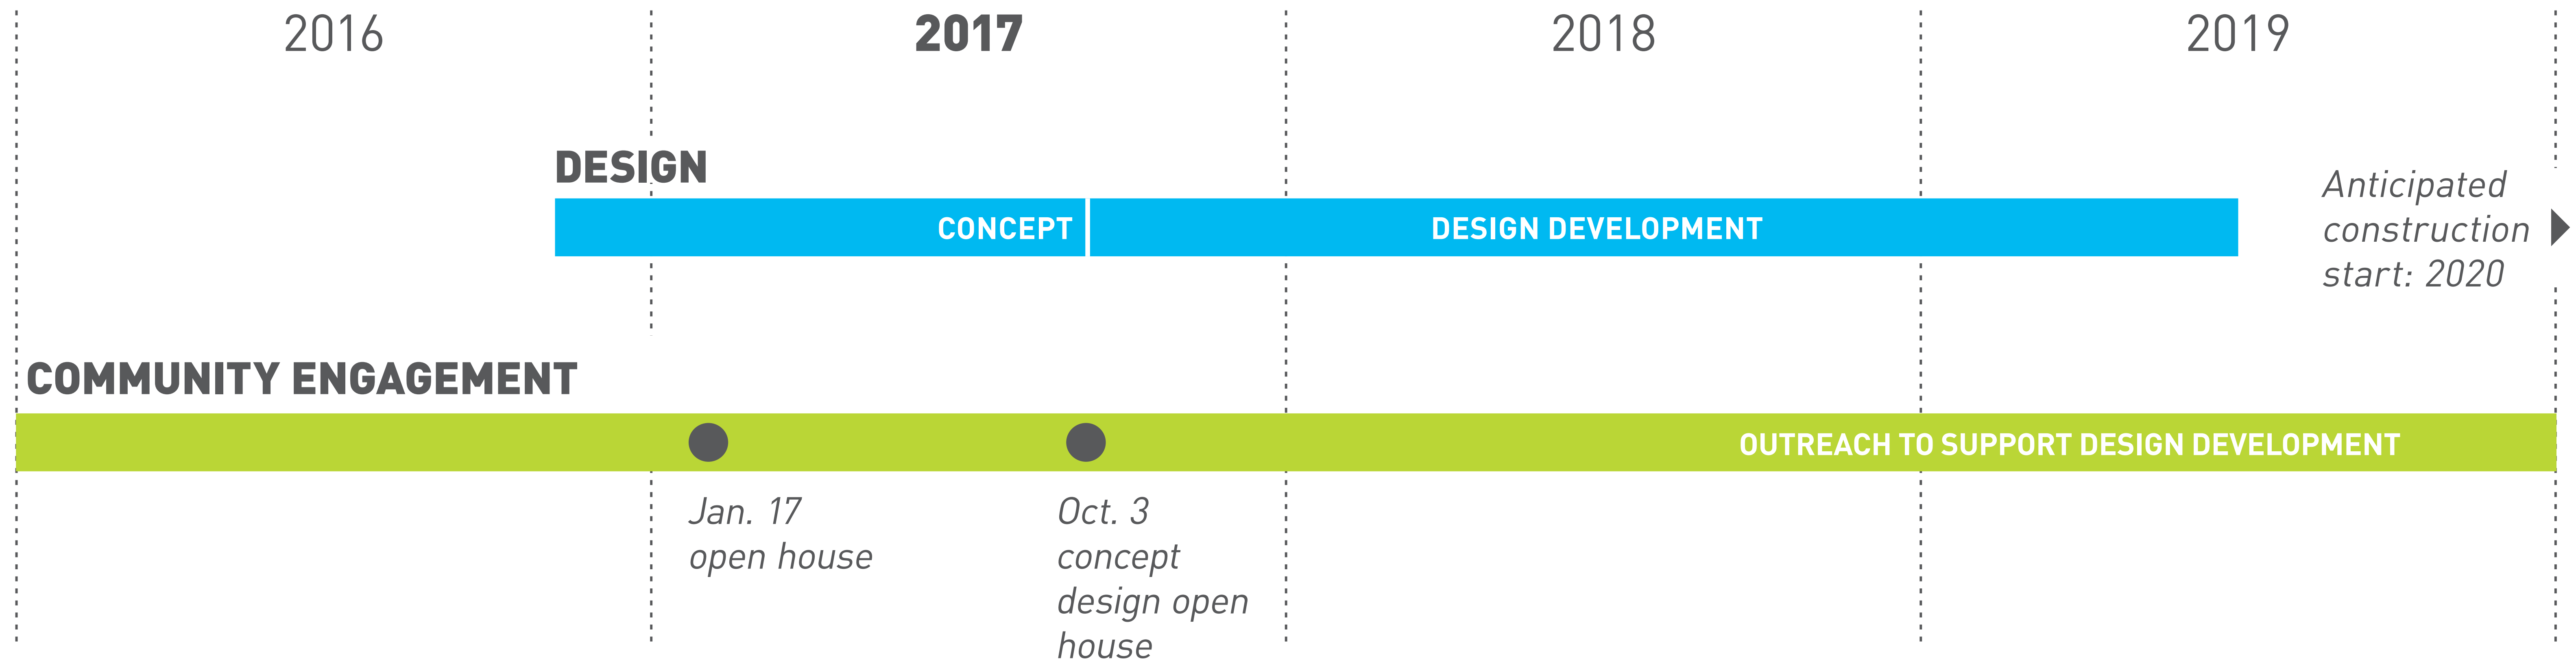 2016 2017 2018 2019
DESIGN
CONCEPT DESIGN DEVELOPMENT
Anticipated
construction
start: 2020
COMMUNITY ENGAGEMENT
OUTREACH TO SUPPORT DESIGN DEVELOPMENT
Jan. 17
open house
Oct. 3
concept
design open
house